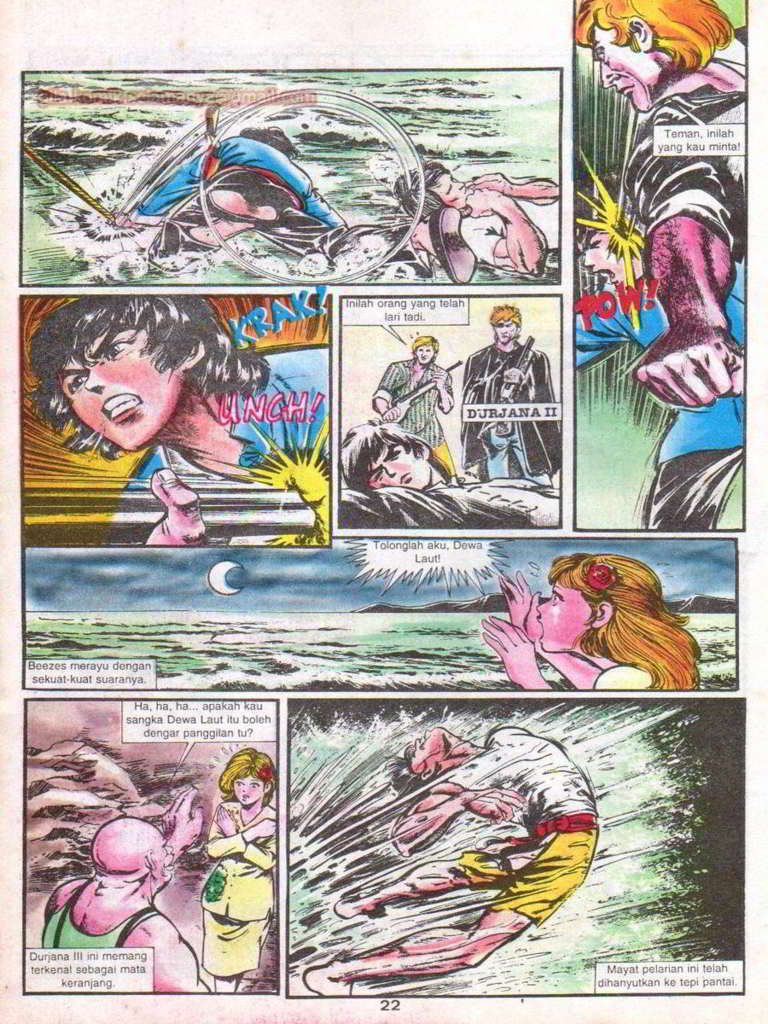 Teman, inilah
yang kau minta!
POW!
KRAK!
UNGH!
Inilah orang yang telah
lari tadi.
DURJANA II
Tolonglah aku, Dewa
Laut!
Beezes merayu dengan
sekuat-kuat suaranya.
Ha, ha, ha... apakah kau
sangka Dewa Laut itu boleh
dengar panggilan tu?
Durjana III ini memang
terkenal sebagai mata
keranjang.
Mayat pelarian ini telah
dihanyutkan ke tepi pantai.
22